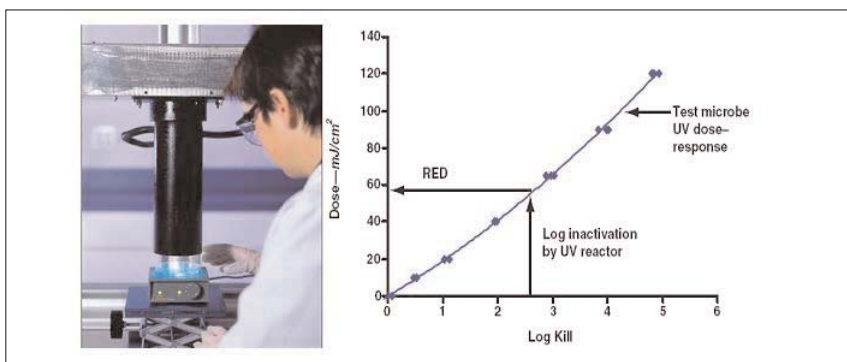 140
120
100
80
60
40
20
0
Dose—mJ/cm²
0 1 2 3 4 5 6
Log Kill
RED
Test microbe
UV dose–
response
Log inactivation
by UV reactor